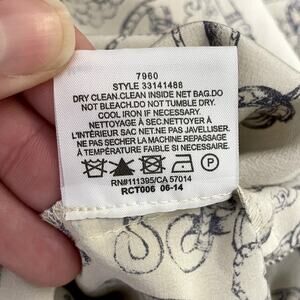 7960
STYLE 33141488
DRY CLEAN.CLEAN INSIDE NET BAG.DO
NOT BLEACH.DO NOT TUMBLE DRY.
COOL IRON IF NECESSARY.
NETTOYAGE À SEC.NETTOYER À
L'INTÉRIEUR SAC NET.NE PAS JAVELLISER.
NE PAS SECHER LA MACHINE.REPASSAGE
À TEMPÉRATURE FAIBLE SI NÉCESSAIRE.
P
RN#111395/CA 57014
RCT006 06-14